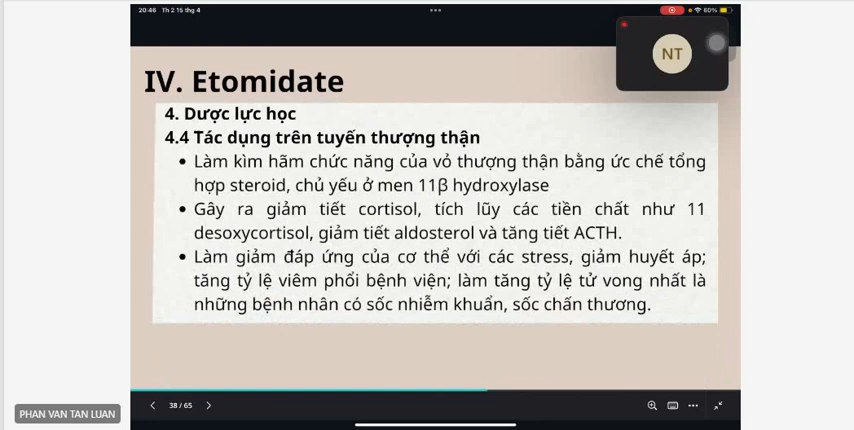 20:46 Th 2 15 thg 4
60%
NT
IV. Etomidate
4. Dược lực học
4.4 Tác dụng trên tuyến thượng thận
• Làm kìm hãm chức năng của vỏ thượng thận bằng ức chế tổng
hợp steroid, chủ yếu ở men 11β hydroxylase
• Gây ra giảm tiết cortisol, tích lũy các tiền chất như 11
desoxycortisol, giảm tiết aldosterol và tăng tiết ACTH.
• Làm giảm đáp ứng của cơ thể với các stress, giảm huyết áp;
tăng tỷ lệ viêm phổi bệnh viện; làm tăng tỷ lệ tử vong nhất là
những bệnh nhân có sốc nhiễm khuẩn, sốc chấn thương.
38 / 65
PHAN VAN TAN LUAN